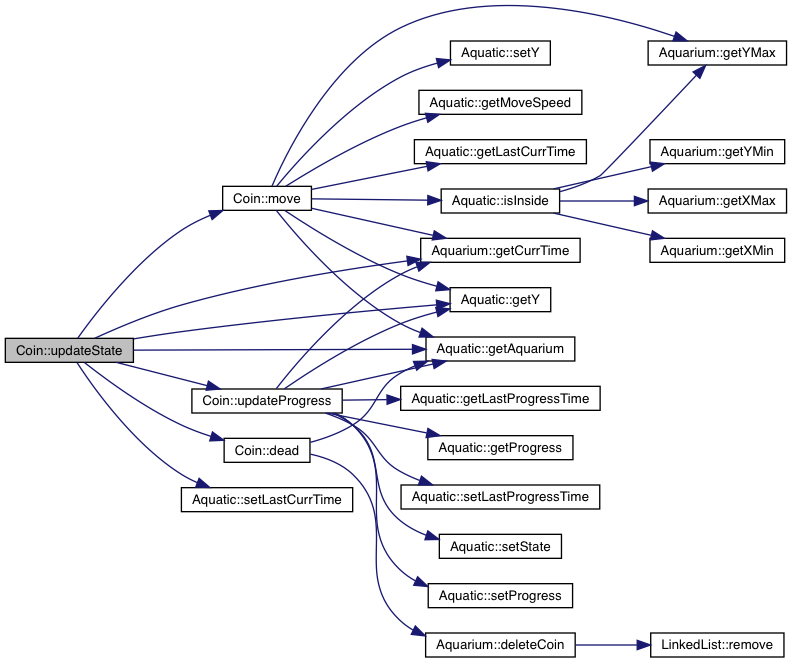 Aquatic::setY
Aquarium::getYMax
Aquatic::getMoveSpeed
Aquatic::getLastCurrTime
Aquarium::getYMin
Coin::move
Aquatic::isInside
Aquarium::getXMax
Aquarium::getCurrTime
Aquarium::getXMin
Aquatic::getY
Coin::updateState
Aquatic::getAquarium
Coin::updateProgress
Aquatic::getLastProgressTime
Coin::dead
Aquatic::getProgress
Aquatic::setLastCurrTime
Aquatic::setLastProgressTime
Aquatic::setState
Aquatic::setProgress
Aquarium::deleteCoin
LinkedList::remove